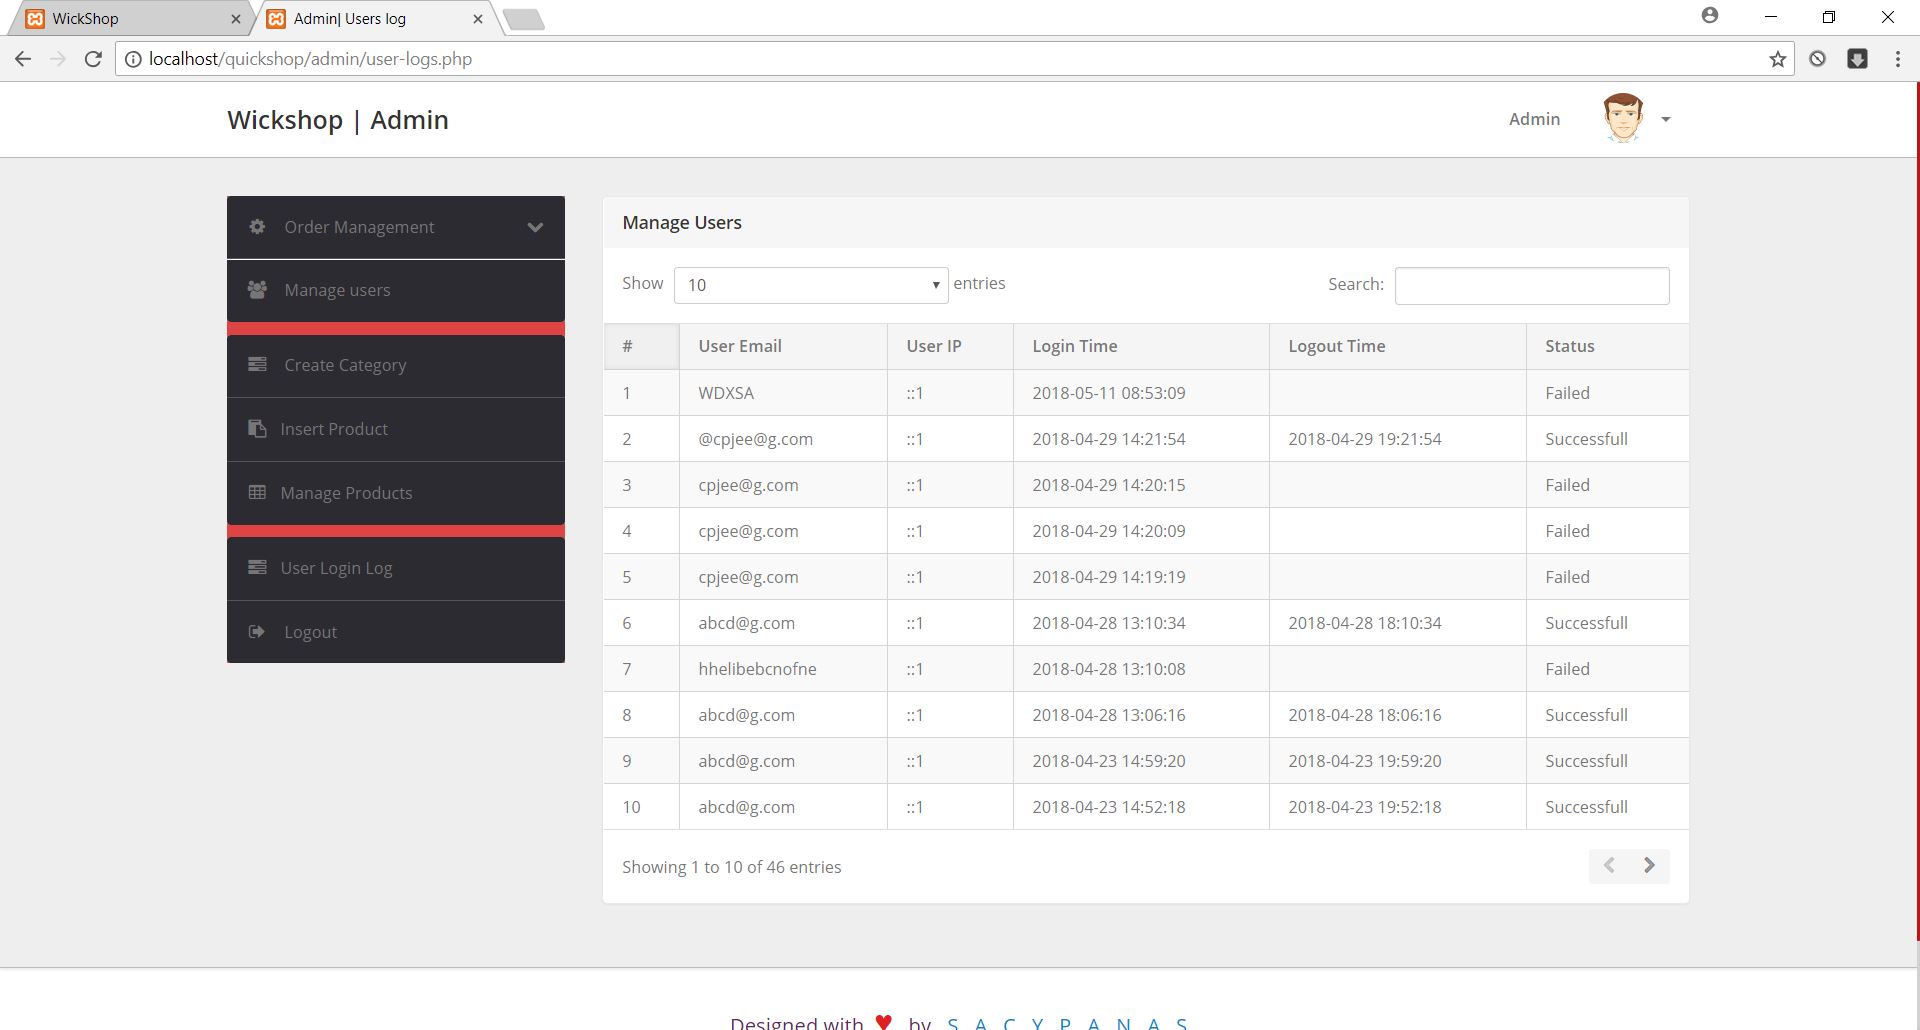 WickShop
Admin| Users log
localhost/quickshop/admin/user-logs.php
Wickshop | Admin
Admin
Order Management
Manage users
Create Category
Insert Product
Manage Products
User Login Log
Logout
Manage Users
Show 10 entries
Search:
# User Email User IP Login Time Logout Time Status
1 WDXSA ::1 2018-05-11 08:53:09 Failed
2 @cpjee@g.com ::1 2018-04-29 14:21:54 2018-04-29 19:21:54 Successfull
3 cpjee@g.com ::1 2018-04-29 14:20:15 Failed
4 cpjee@g.com ::1 2018-04-29 14:20:09 Failed
5 cpjee@g.com ::1 2018-04-29 14:19:19 Failed
6 abcd@g.com ::1 2018-04-28 13:10:34 2018-04-28 18:10:34 Successfull
7 hhelibebcnofne ::1 2018-04-28 13:10:08 Failed
8 abcd@g.com ::1 2018-04-28 13:06:16 2018-04-28 18:06:16 Successfull
9 abcd@g.com ::1 2018-04-23 14:59:20 2018-04-23 19:59:20 Successfull
10 abcd@g.com ::1 2018-04-23 14:52:18 2018-04-23 19:52:18 Successfull
Showing 1 to 10 of 46 entries
Designed with ♥ by S A C Y P A N A S